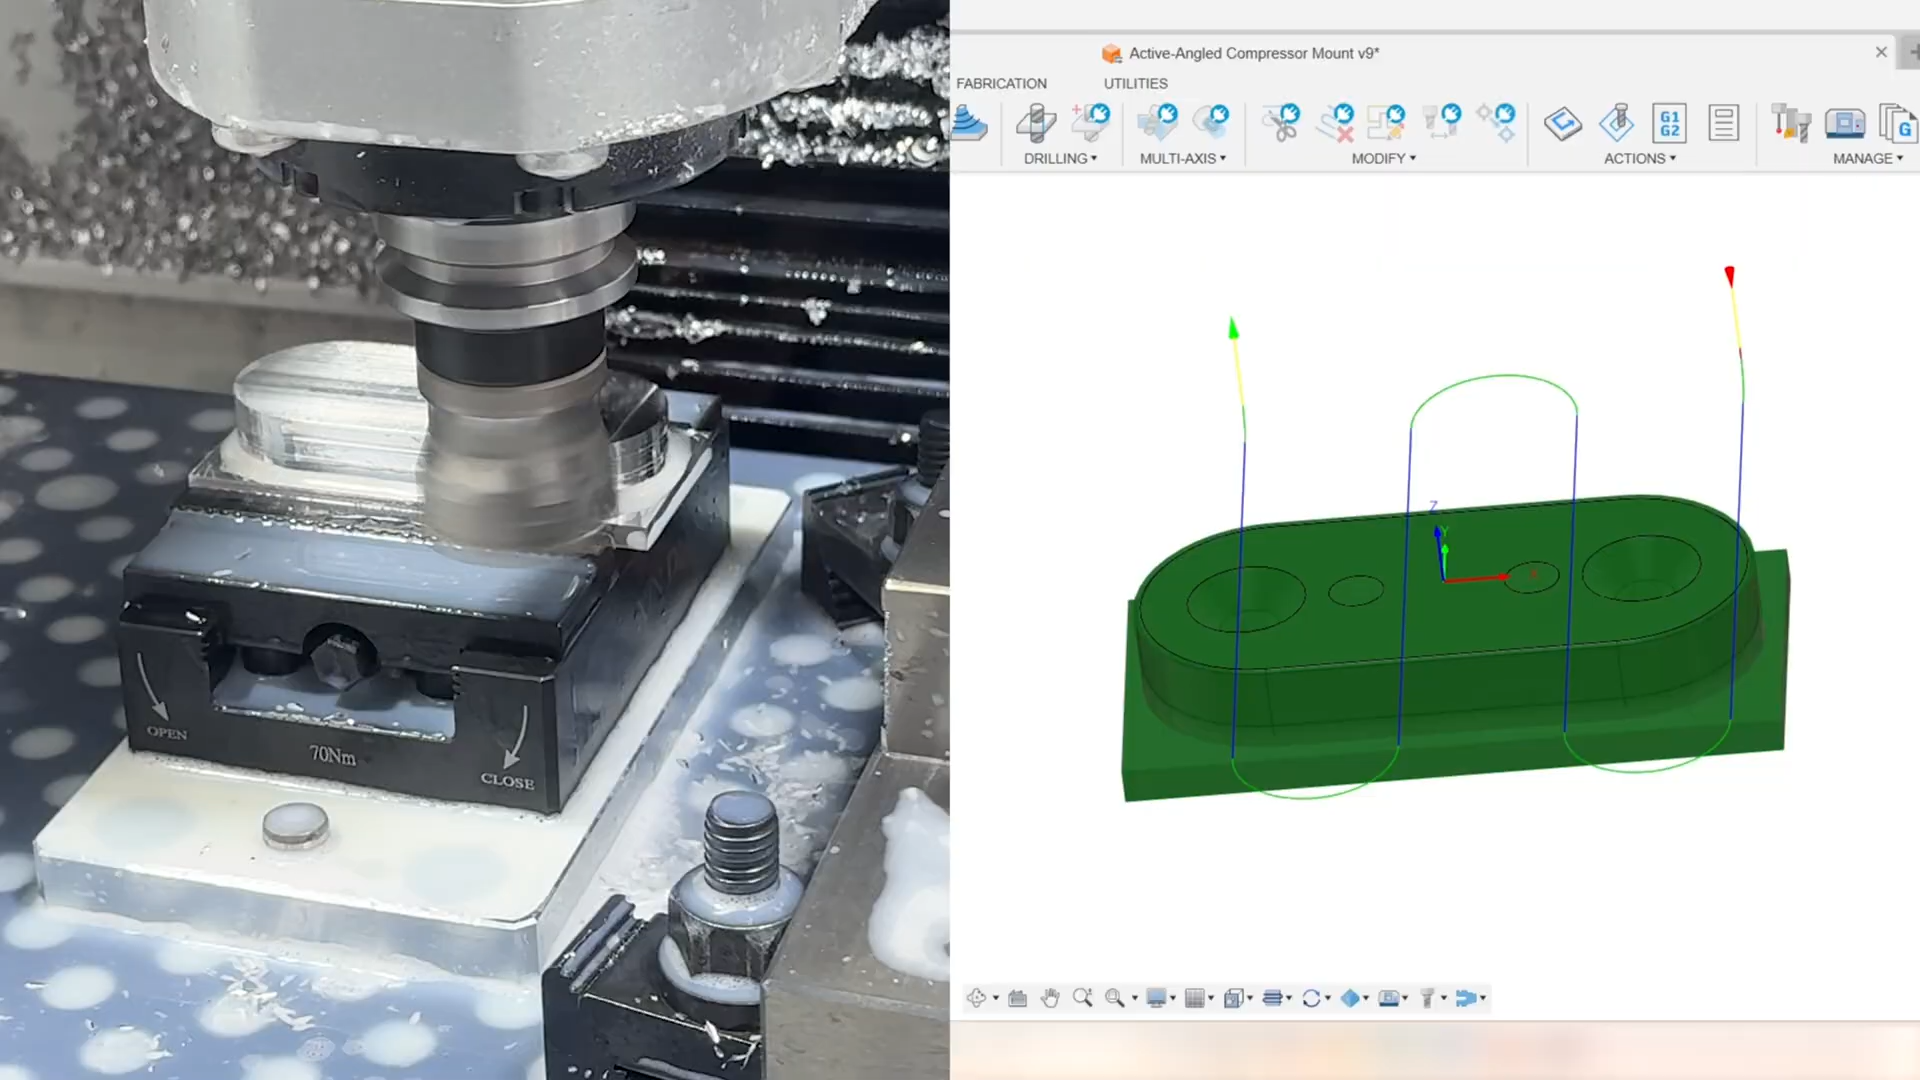 OPEN
70Nm
CLOSE
Active-Angled Compressor Mount v9*
FABRICATION
UTILITIES
G1
G2
G
DRILLING
MULTI-AXIS
MODIFY
ACTIONS
MANAGE
Z
Y
X